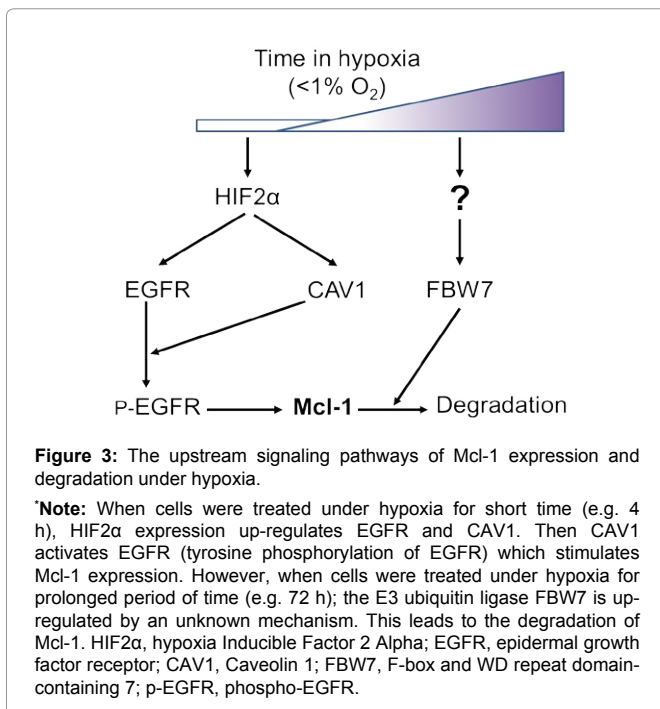 Time in hypoxia
(<1% O₂)
HIF2α
?
EGFR
CAV1
FBW7
P-EGFR
Mcl-1
Degradation
Figure 3: The upstream signaling pathways of Mcl-1 expression and
degradation under hypoxia.
*Note: When cells were treated under hypoxia for short time (e.g. 4
h), HIF2α expression up-regulates EGFR and CAV1. Then CAV1
activates EGFR (tyrosine phosphorylation of EGFR) which stimulates
Mcl-1 expression. However, when cells were treated under hypoxia for
prolonged period of time (e.g. 72 h); the E3 ubiquitin ligase FBW7 is up-
regulated by an unknown mechanism. This leads to the degradation of
Mcl-1. HIF2α, hypoxia Inducible Factor 2 Alpha; EGFR, epidermal growth
factor receptor; CAV1, Caveolin 1; FBW7, F-box and WD repeat domain-
containing 7; p-EGFR, phospho-EGFR.